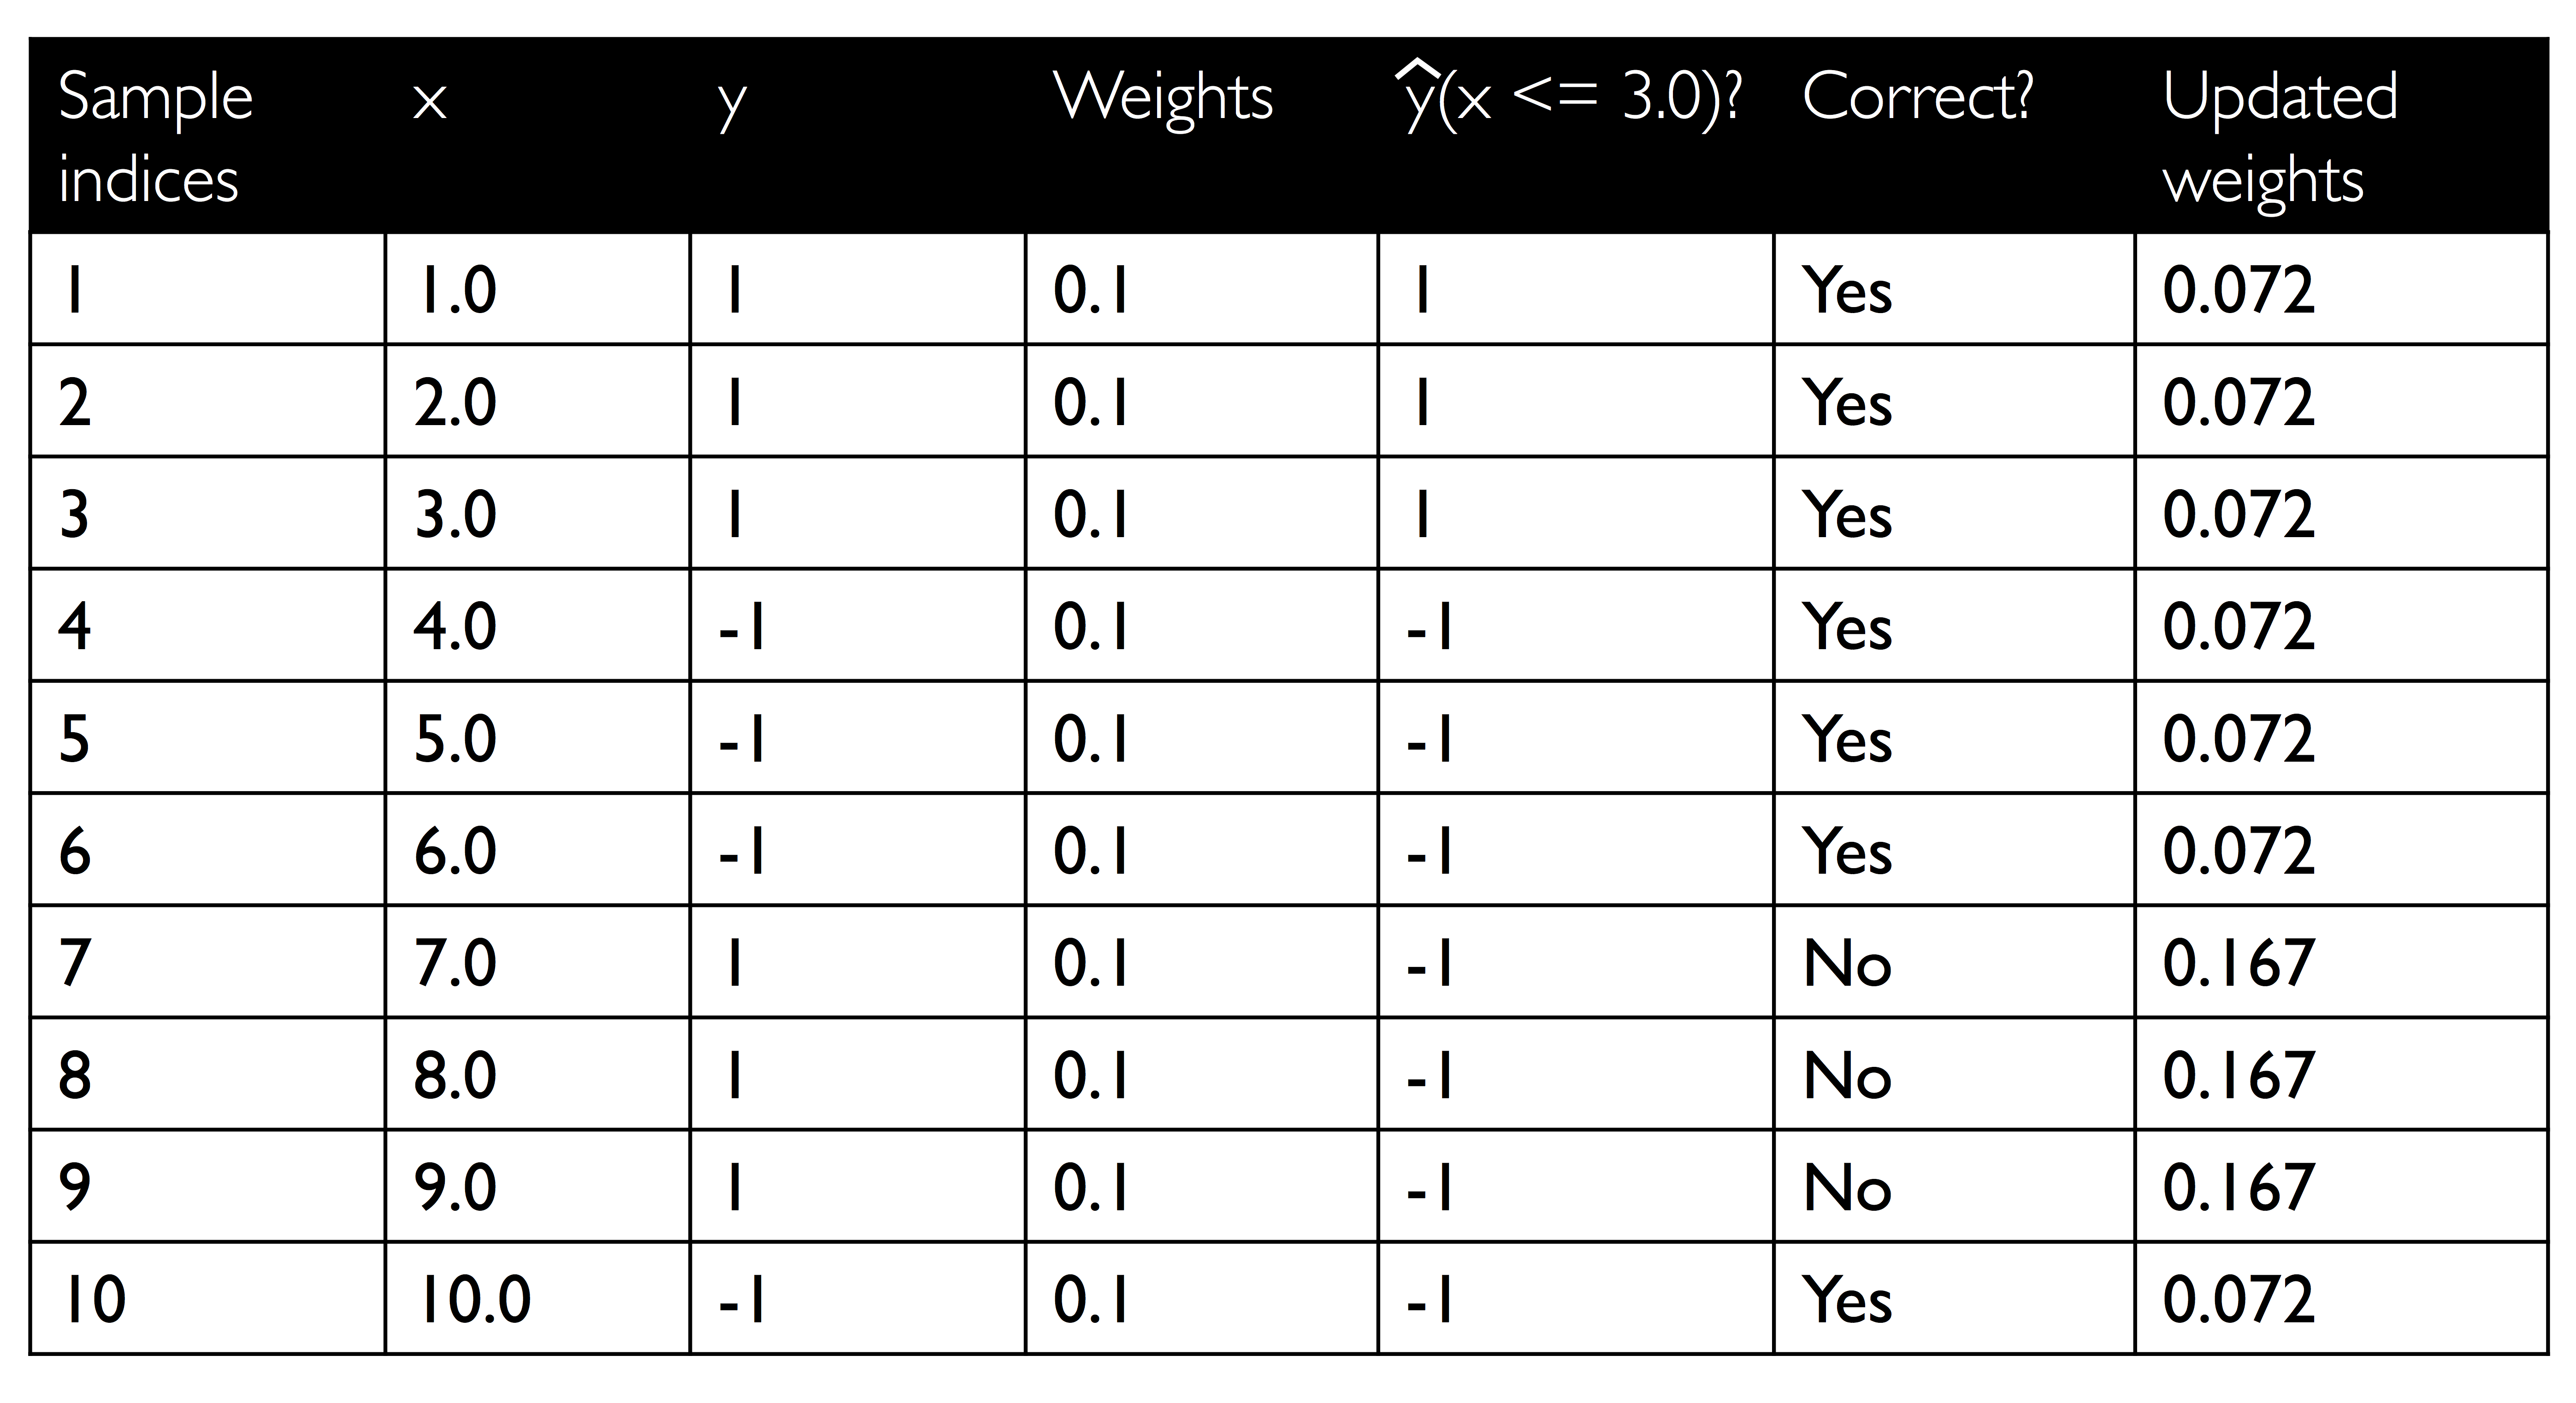 Sample indices x y Weights ŷ(x <= 3.0)? Correct? Updated weights
1 1.0 1 0.1 1 Yes 0.072
2 2.0 1 0.1 1 Yes 0.072
3 3.0 1 0.1 1 Yes 0.072
4 4.0 -1 0.1 -1 Yes 0.072
5 5.0 -1 0.1 -1 Yes 0.072
6 6.0 -1 0.1 -1 Yes 0.072
7 7.0 1 0.1 -1 No 0.167
8 8.0 1 0.1 -1 No 0.167
9 9.0 1 0.1 -1 No 0.167
10 10.0 -1 0.1 -1 Yes 0.072